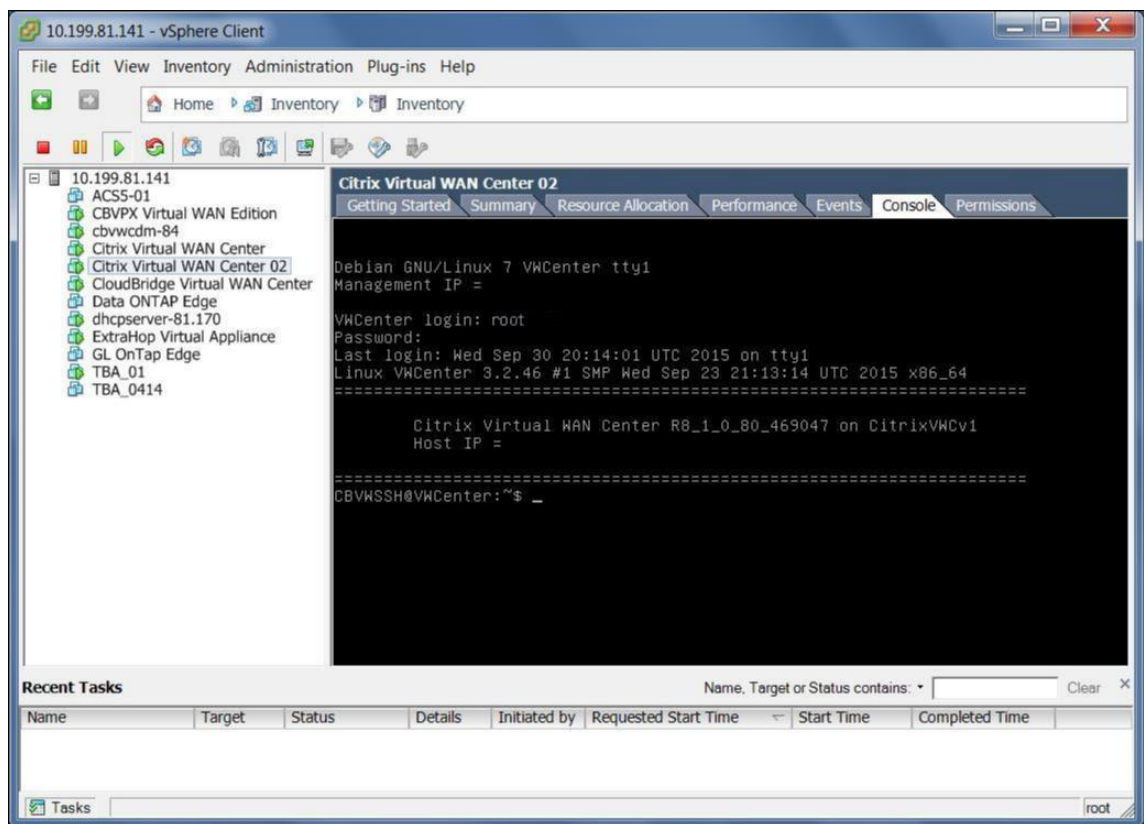 10.199.81.141 - vSphere Client
File Edit View Inventory Administration Plug-ins Help
Home Inventory Inventory
10.199.81.141
ACS5-01
CBVPX Virtual WAN Edition
cbvwcdm-84
Citrix Virtual WAN Center
Citrix Virtual WAN Center 02
CloudBridge Virtual WAN Center
Data ONTAP Edge
dhcpserver-81.170
ExtraHop Virtual Appliance
GL OnTap Edge
TBA_01
TBA_0414
Citrix Virtual WAN Center 02
Getting Started Summary Resource Allocation Performance Events Console Permissions
Debian GNU/Linux 7 VWCenter tty1
Management IP =
VWCenter login: root
Password:
Last login: Wed Sep 30 20:14:01 UTC 2015 on tty1
Linux VWCenter 3.2.46 #1 SMP Wed Sep 23 21:13:14 UTC 2015 x86_64
======================================================================
Citrix Virtual WAN Center R8_1_0_80_469047 on CitrixVWCv1
Host IP =
======================================================================
CBVWSSH@VWCenter:~$ _
Recent Tasks
Name, Target or Status contains: Clear
Name Target Status Details Initiated by Requested Start Time Start Time Completed Time
Tasks
root